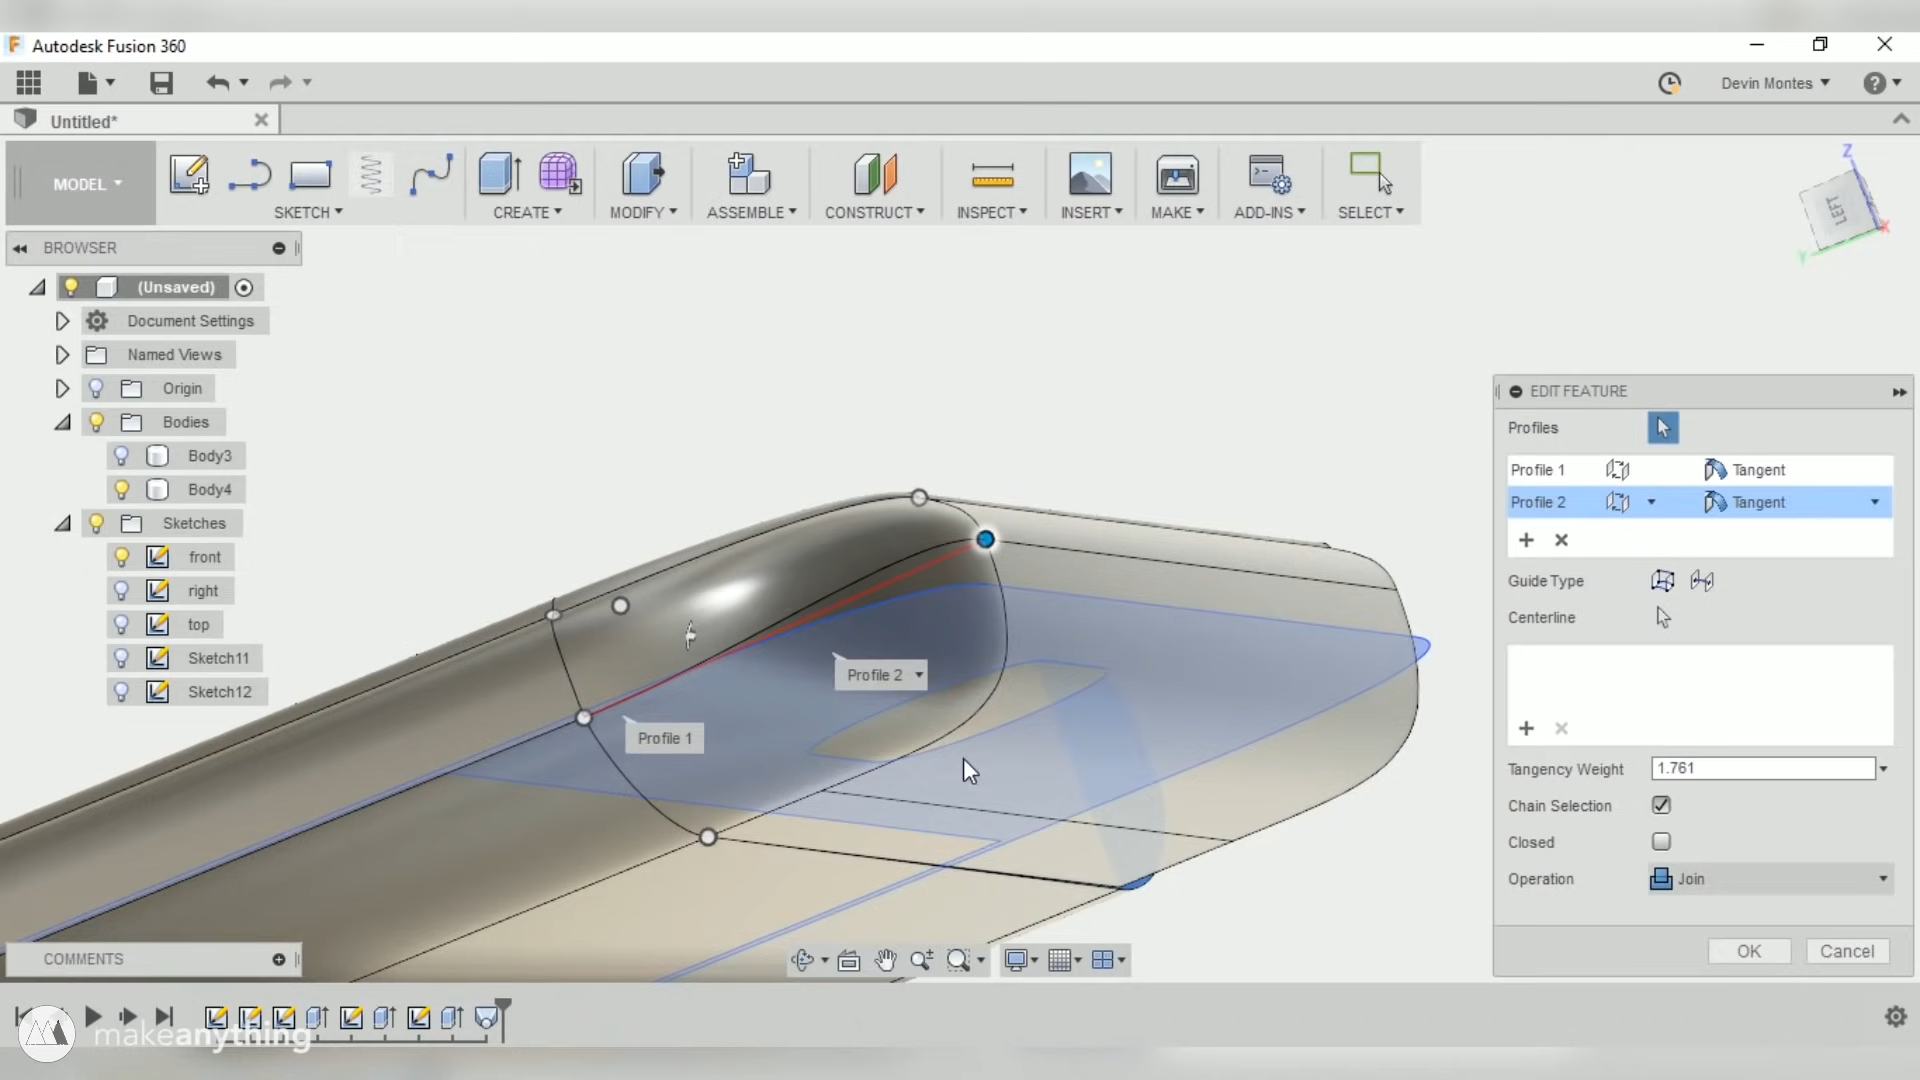 Autodesk Fusion 360
Devin Montes
Untitled*
MODEL
SKETCH
CREATE
MODIFY
ASSEMBLE
CONSTRUCT
INSPECT
INSERT
MAKE
ADD-INS
SELECT
Z
LEFT
X
Y
BROWSER
(Unsaved)
Document Settings
Named Views
Origin
Bodies
Body3
Body4
Sketches
front
right
top
Sketch11
Sketch12
Profile 2
Profile 1
EDIT FEATURE
Profiles
Profile 1 Tangent
Profile 2 Tangent
Guide Type
Centerline
Tangency Weight 1.761
Chain Selection
Closed
Operation Join
OK Cancel
COMMENTS
makeanything